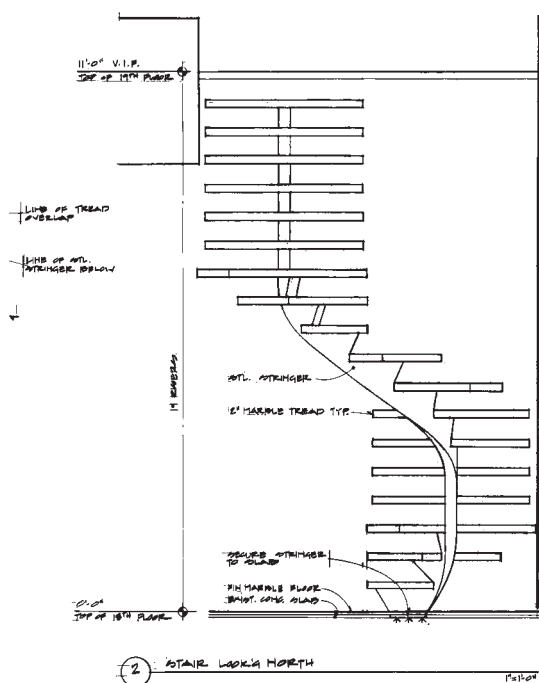 11'-0" V.I.F.
TOP OF 19TH FLOOR
LINE OF TREAD
OVERLAP
LINE OF STL.
STRINGER BELOW
19 RISERS
STL. STRINGER
2" MARBLE TREAD TYP.
SECURE STRINGER
TO SLAB
FIN MARBLE FLOOR
EXIST. CONC. SLAB
0'-0"
TOP OF 18TH FLOOR
2
STAIR LOOK'G NORTH
1"=1'-0"